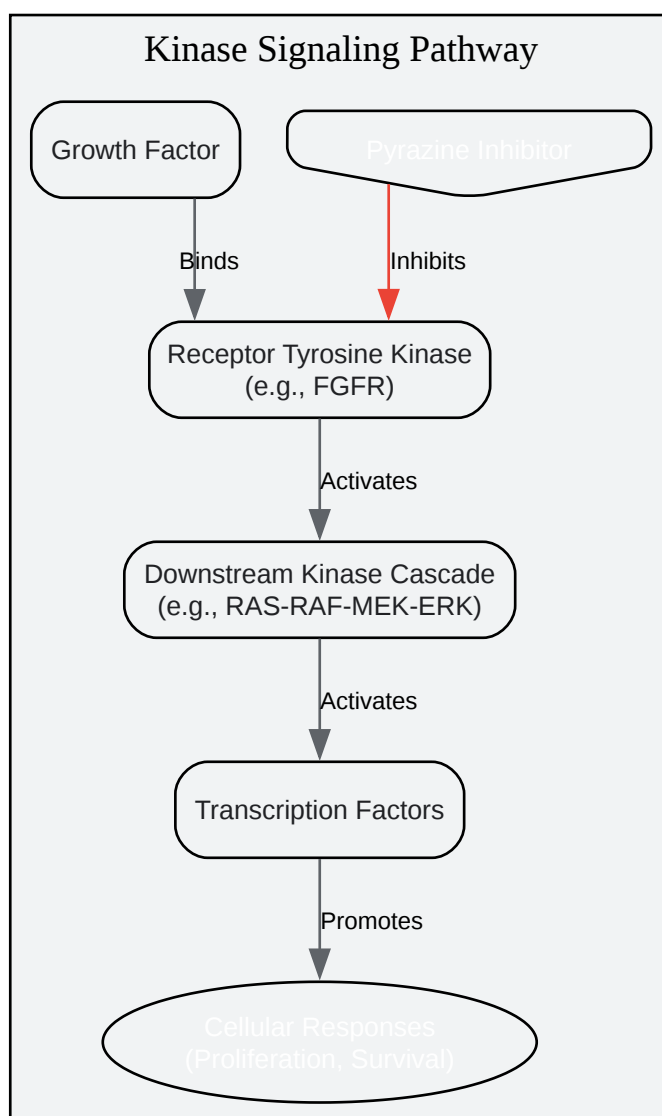 Kinase Signaling Pathway
Growth Factor
Pyrazine Inhibitor
Binds
Inhibits
Receptor Tyrosine Kinase
(e.g., FGFR)
Activates
Downstream Kinase Cascade
(e.g., RAS-RAF-MEK-ERK)
Activates
Transcription Factors
Promotes
Cellular Responses
(Proliferation, Survival)